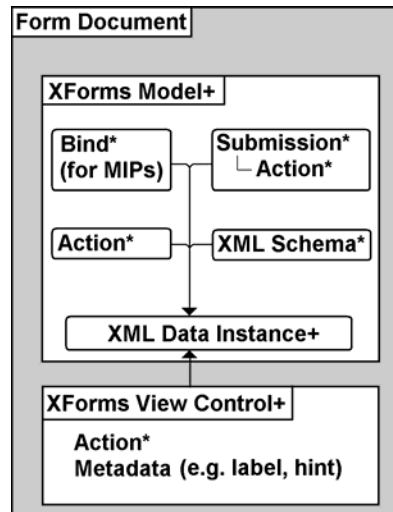 Form Document
XForms Model+
Bind*
(for MIPs)
Submission*
Action*
Action*
XML Schema*
XML Data Instance+
XForms View Control+
Action*
Metadata (e.g. label, hint)